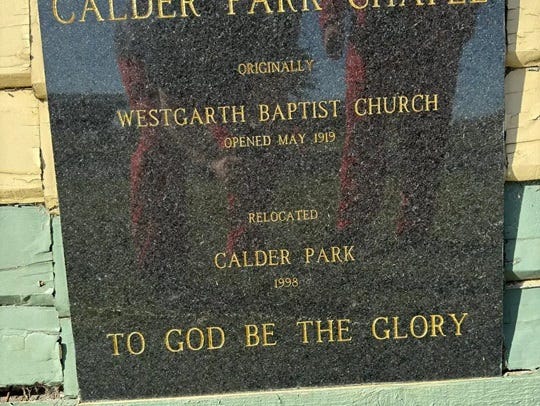 CALDER PARK CHAPEL
ORIGINALLY
WESTGARTH BAPTIST CHURCH
OPENED MAY 1919
RELOCATED
CALDER PARK
1998
TO GOD BE THE GLORY